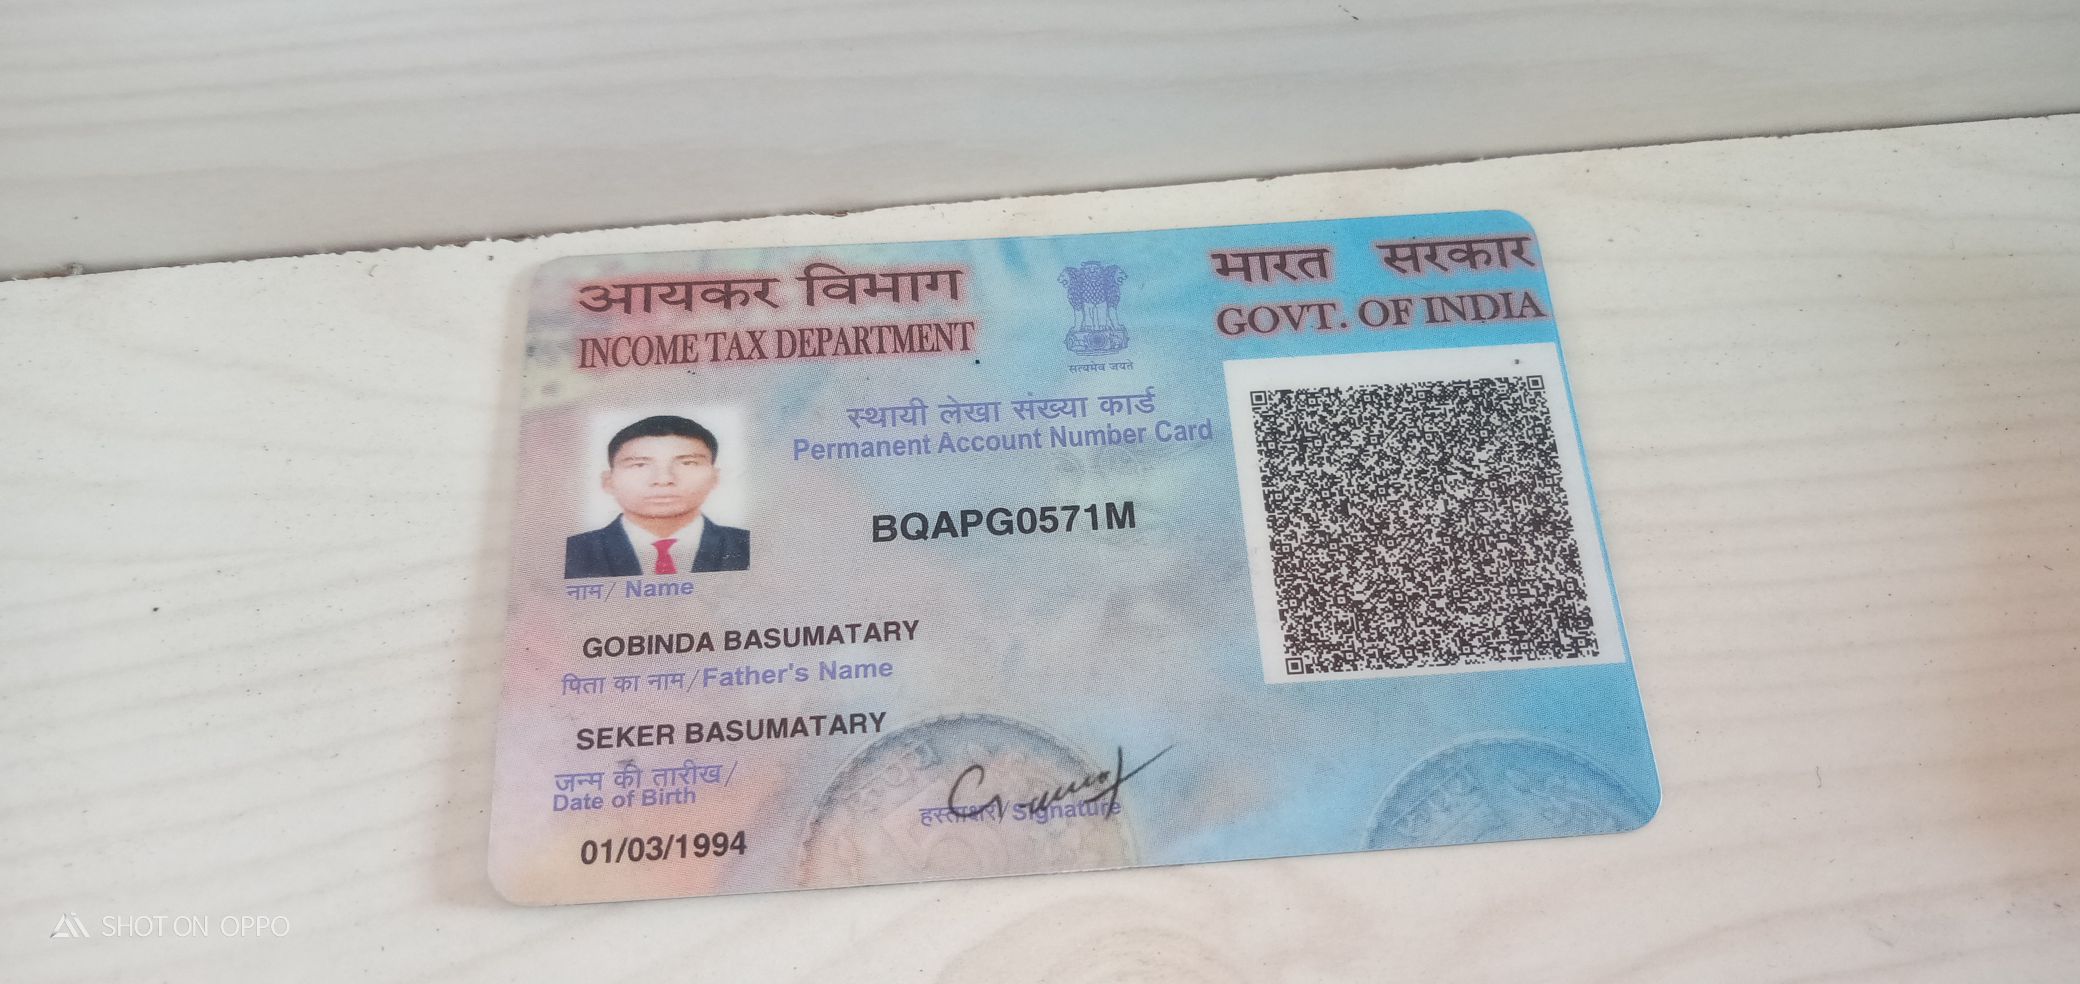 आयकर विभाग
INCOME TAX DEPARTMENT
सत्यमेव जयते
भारत सरकार
GOVT. OF INDIA
स्थायी लेखा संख्या कार्ड
Permanent Account Number Card
BQAPG0571M
नाम/ Name
GOBINDA BASUMATARY
पिता का नाम/Father's Name
SEKER BASUMATARY
जन्म की तारीख/
Date of Birth
01/03/1994
हस्ताक्षर/Signature
SHOT ON OPPO